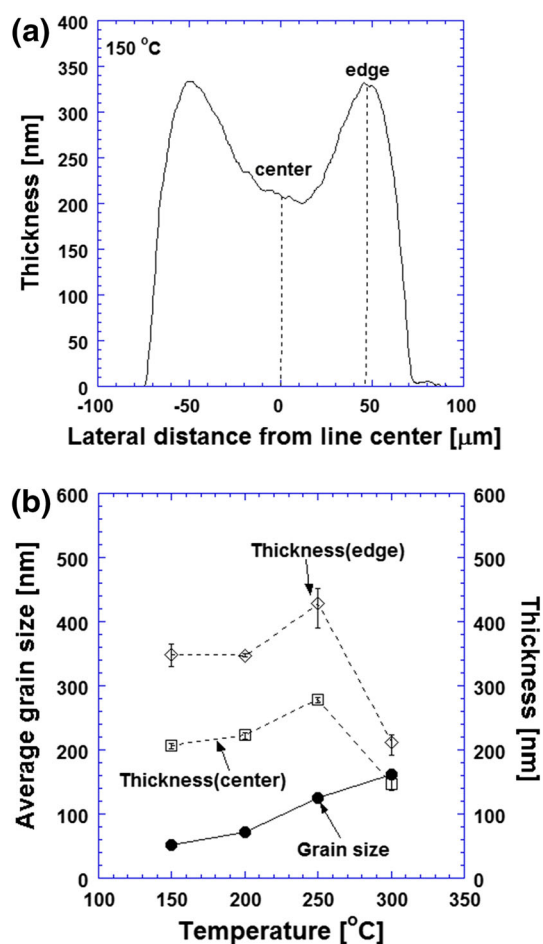 (a)
150 °C
edge
center
Thickness [nm]
400
350
300
250
200
150
100
50
0
-100 -50 0 50 100
Lateral distance from line center [μm]
(b)
Thickness(edge)
Thickness(center)
Grain size
Average grain size [nm]
600
500
400
300
200
100
0
Thickness [nm]
600
500
400
300
200
100
0
100 150 200 250 300 350
Temperature [°C]